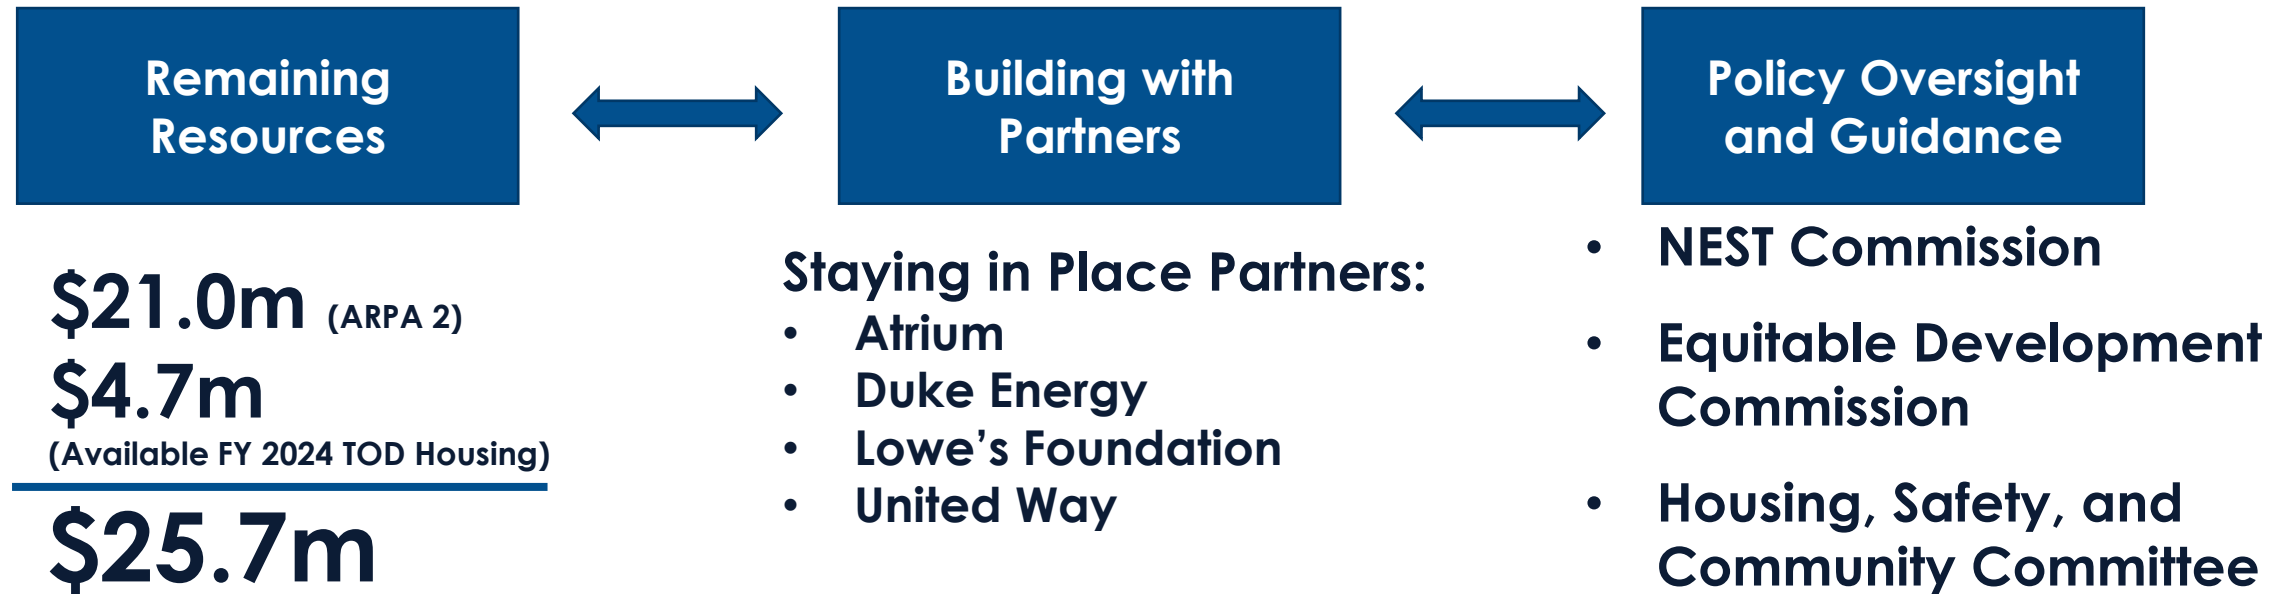 Remaining
Resources
$21.0m (ARPA 2)
$4.7m
(Available FY 2024 TOD Housing)
$25.7m
Building with
Partners
Staying in Place Partners:
• Atrium
• Duke Energy
• Lowe’s Foundation
• United Way
Policy Oversight
and Guidance
• NEST Commission
• Equitable Development
Commission
• Housing, Safety, and
Community Committee